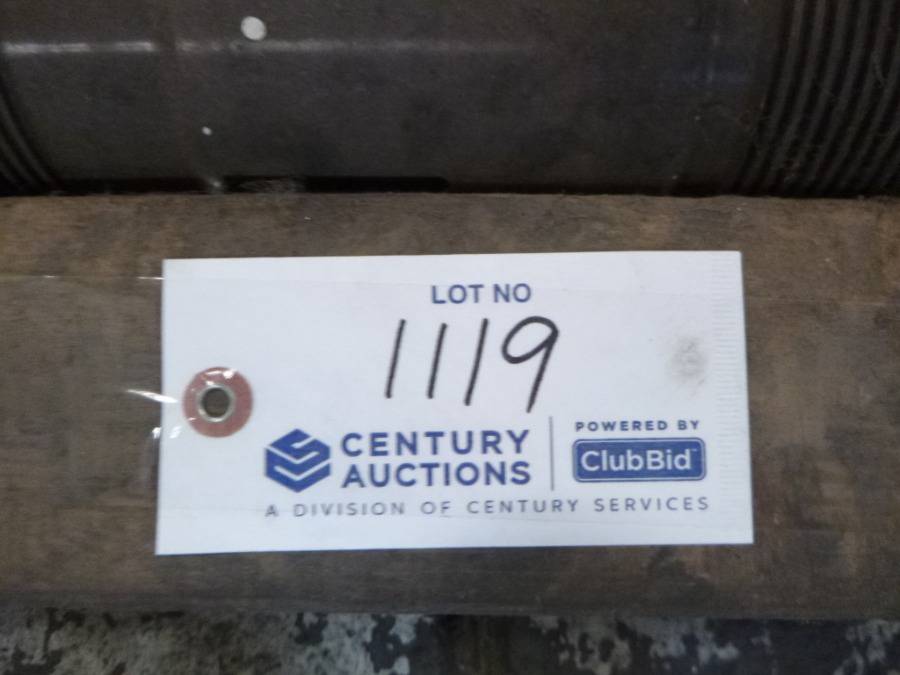 LOT NO
1119
CENTURY AUCTIONS
POWERED BY
ClubBid
A DIVISION OF CENTURY SERVICES